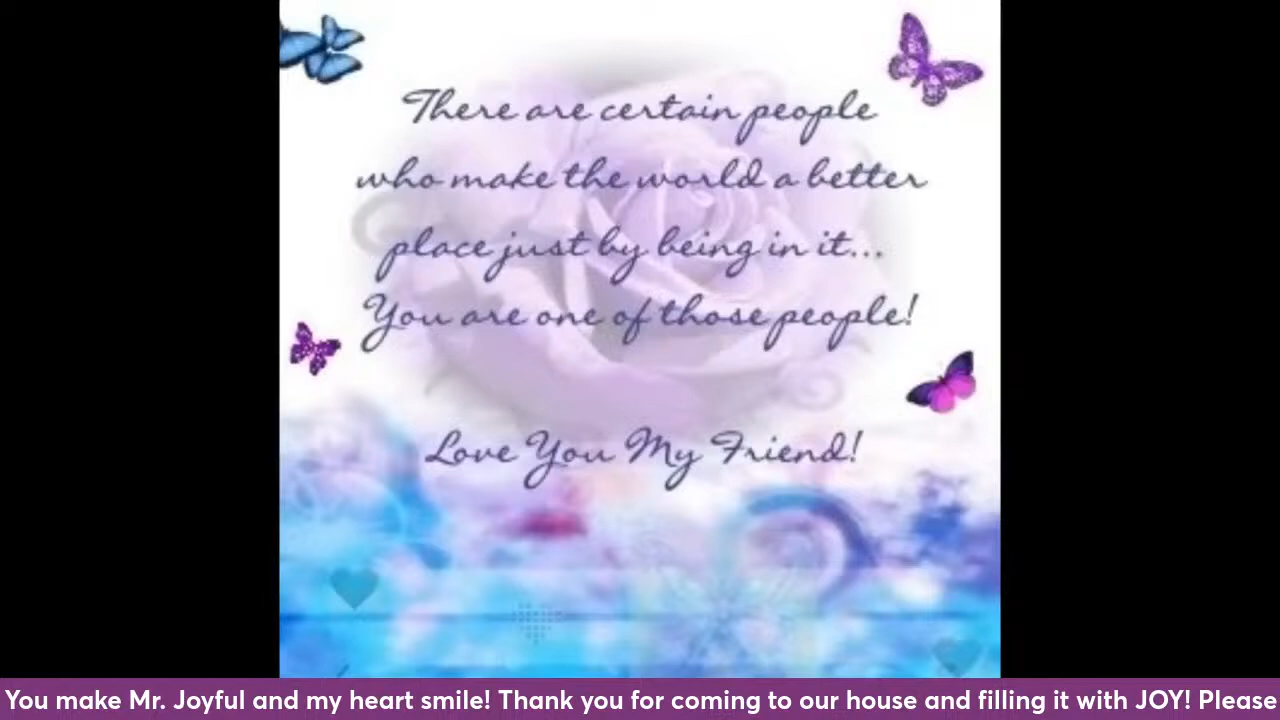 There are certain people
who make the world a better
place just by being in it...
You are one of those people!
Love You My Friend!
You make Mr. Joyful and my heart smile! Thank you for coming to our house and filling it with JOY! Please